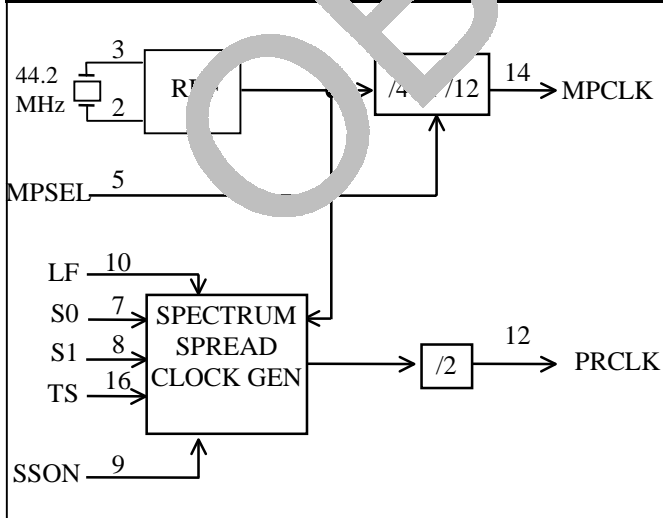 3
44.2
MHz
2
14
MPCLK
MPSEL 5
LF 10
S0 7
S1 8
TS 16
SSON 9
SPECTRUM
SPREAD
CLOCK GEN
/2
12
PRCLK